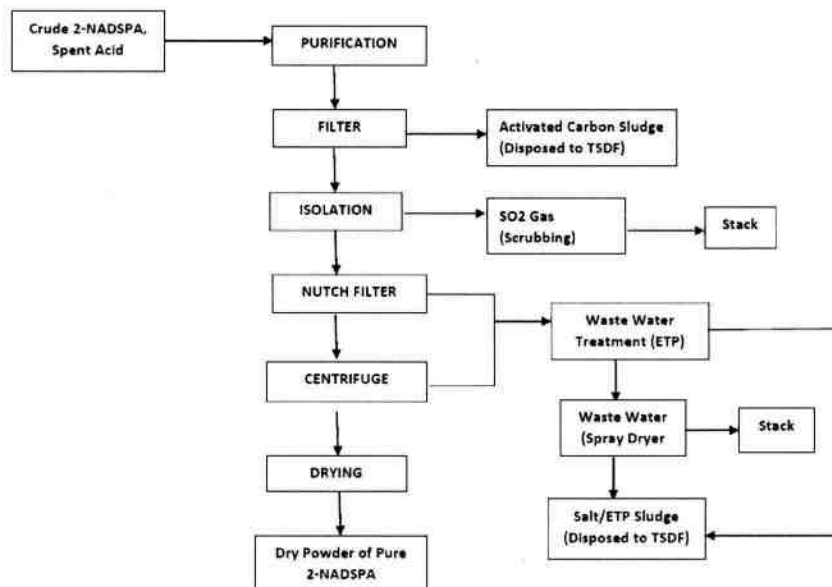 Crude 2-NADSPA,
Spent Acid
PURIFICATION
FILTER
Activated Carbon Sludge
(Disposed to TSDF)
ISOLATION
SO2 Gas
(Scrubbing)
Stack
NUTCH FILTER
Waste Water
Treatment (ETP)
CENTRIFUGE
Waste Water
(Spray Dryer
Stack
DRYING
Salt/ETP Sludge
(Disposed to TSDF)
Dry Powder of Pure
2-NADSPA